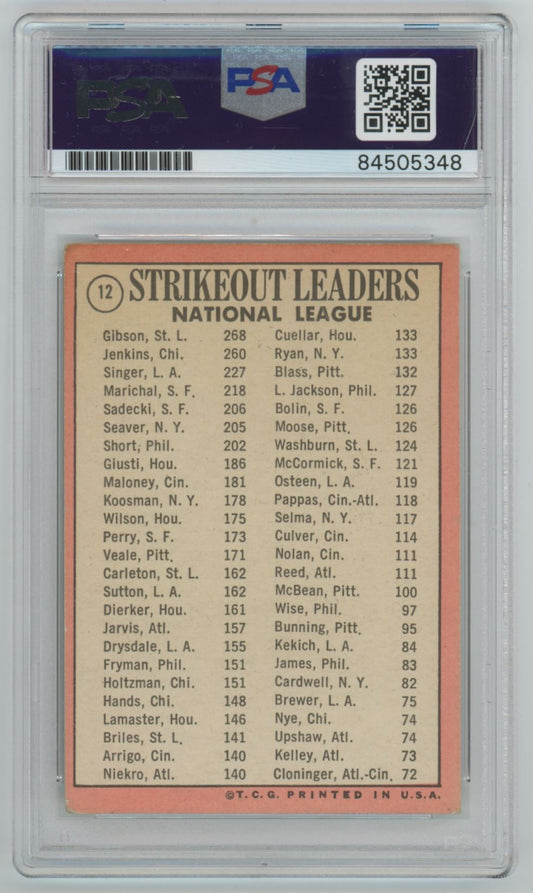 PSA
PSA
84505348
12 STRIKEOUT LEADERS
NATIONAL LEAGUE
Gibson, St. L. 268
Jenkins, Chi. 260
Singer, L. A. 227
Marichal, S. F. 218
Sadecki, S. F. 206
Seaver, N. Y. 205
Short, Phil. 202
Giusti, Hou. 186
Maloney, Cin. 181
Koosman, N. Y. 178
Wilson, Hou. 175
Perry, S. F. 173
Veale, Pitt. 171
Carleton, St. L. 162
Sutton, L. A. 162
Dierker, Hou. 161
Jarvis, Atl. 157
Drysdale, L. A. 155
Fryman, Phil. 151
Holtzman, Chi. 151
Hands, Chi. 148
Lamaster, Hou. 146
Briles, St. L. 141
Arrigo, Cin. 140
Niekro, Atl. 140
Cuellar, Hou. 133
Ryan, N. Y. 133
Blass, Pitt. 132
L. Jackson, Phil. 127
Bolin, S. F. 126
Moose, Pitt. 126
Washburn, St. L. 124
McCormick, S. F. 121
Osteen, L. A. 119
Pappas, Cin.-Atl. 118
Selma, N. Y. 117
Culver, Cin. 114
Nolan, Cin. 111
Reed, Atl. 111
McBean, Pitt. 100
Wise, Phil. 97
Bunning, Pitt. 95
Kekich, L. A. 84
James, Phil. 83
Cardwell, N. Y. 82
Brewer, L. A. 75
Nye, Chi. 74
Upshaw, Atl. 74
Kelley, Atl. 73
Cloninger, Atl.-Cin. 72
©T. C. G. PRINTED IN U.S.A.